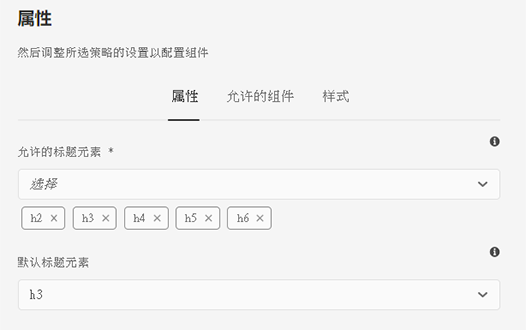 属性
然后调整所选策略的设置以配置组件
属性 允许的组件 样式
允许的标题元素 *
选择
h2 × h3 × h4 × h5 × h6 ×
默认标题元素
h3